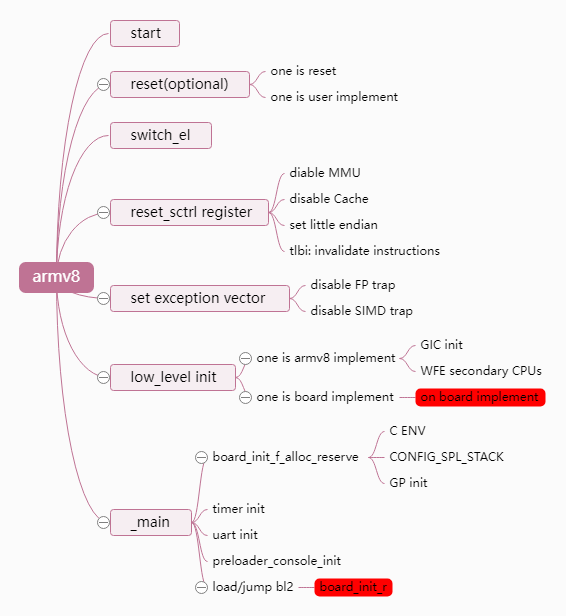 armv8
start
reset(optional)
one is reset
one is user implement
switch_el
reset_sctrl register
diable MMU
disable Cache
set little endian
tlbi: invalidate instructions
set exception vector
disable FP trap
disable SIMD trap
low_level init
one is armv8 implement
GIC init
WFE secondary CPUs
one is board implement
on board implement
_main
board_init_f_alloc_reserve
C ENV
CONFIG_SPL_STACK
GP init
timer init
uart init
preloader_console_init
load/jump bl2
board_init_r